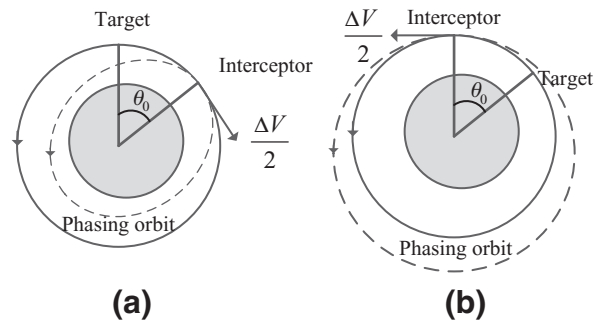 Target
Interceptor
θ₀
ΔV
2
Phasing orbit
(a)
ΔV
2
Interceptor
Target
θ₀
Phasing orbit
(b)